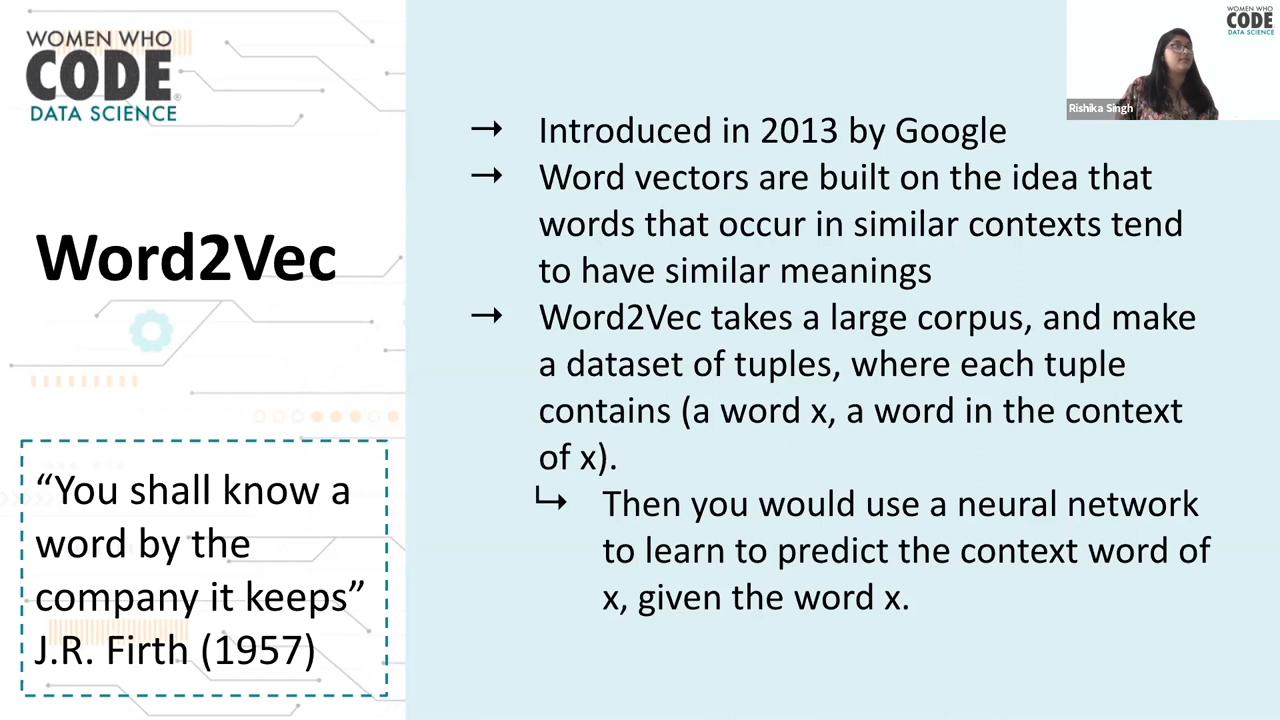 WOMEN WHO
CODE
DATA SCIENCE
Word2Vec
“You shall know a
word by the
company it keeps”
J.R. Firth (1957)
→ Introduced in 2013 by Google
→ Word vectors are built on the idea that
words that occur in similar contexts tend
to have similar meanings
→ Word2Vec takes a large corpus, and make
a dataset of tuples, where each tuple
contains (a word x, a word in the context
of x).
↳ Then you would use a neural network
to learn to predict the context word of
x, given the word x.
Rishika Singh
WOMEN WHO
CODE
DATA SCIENCE